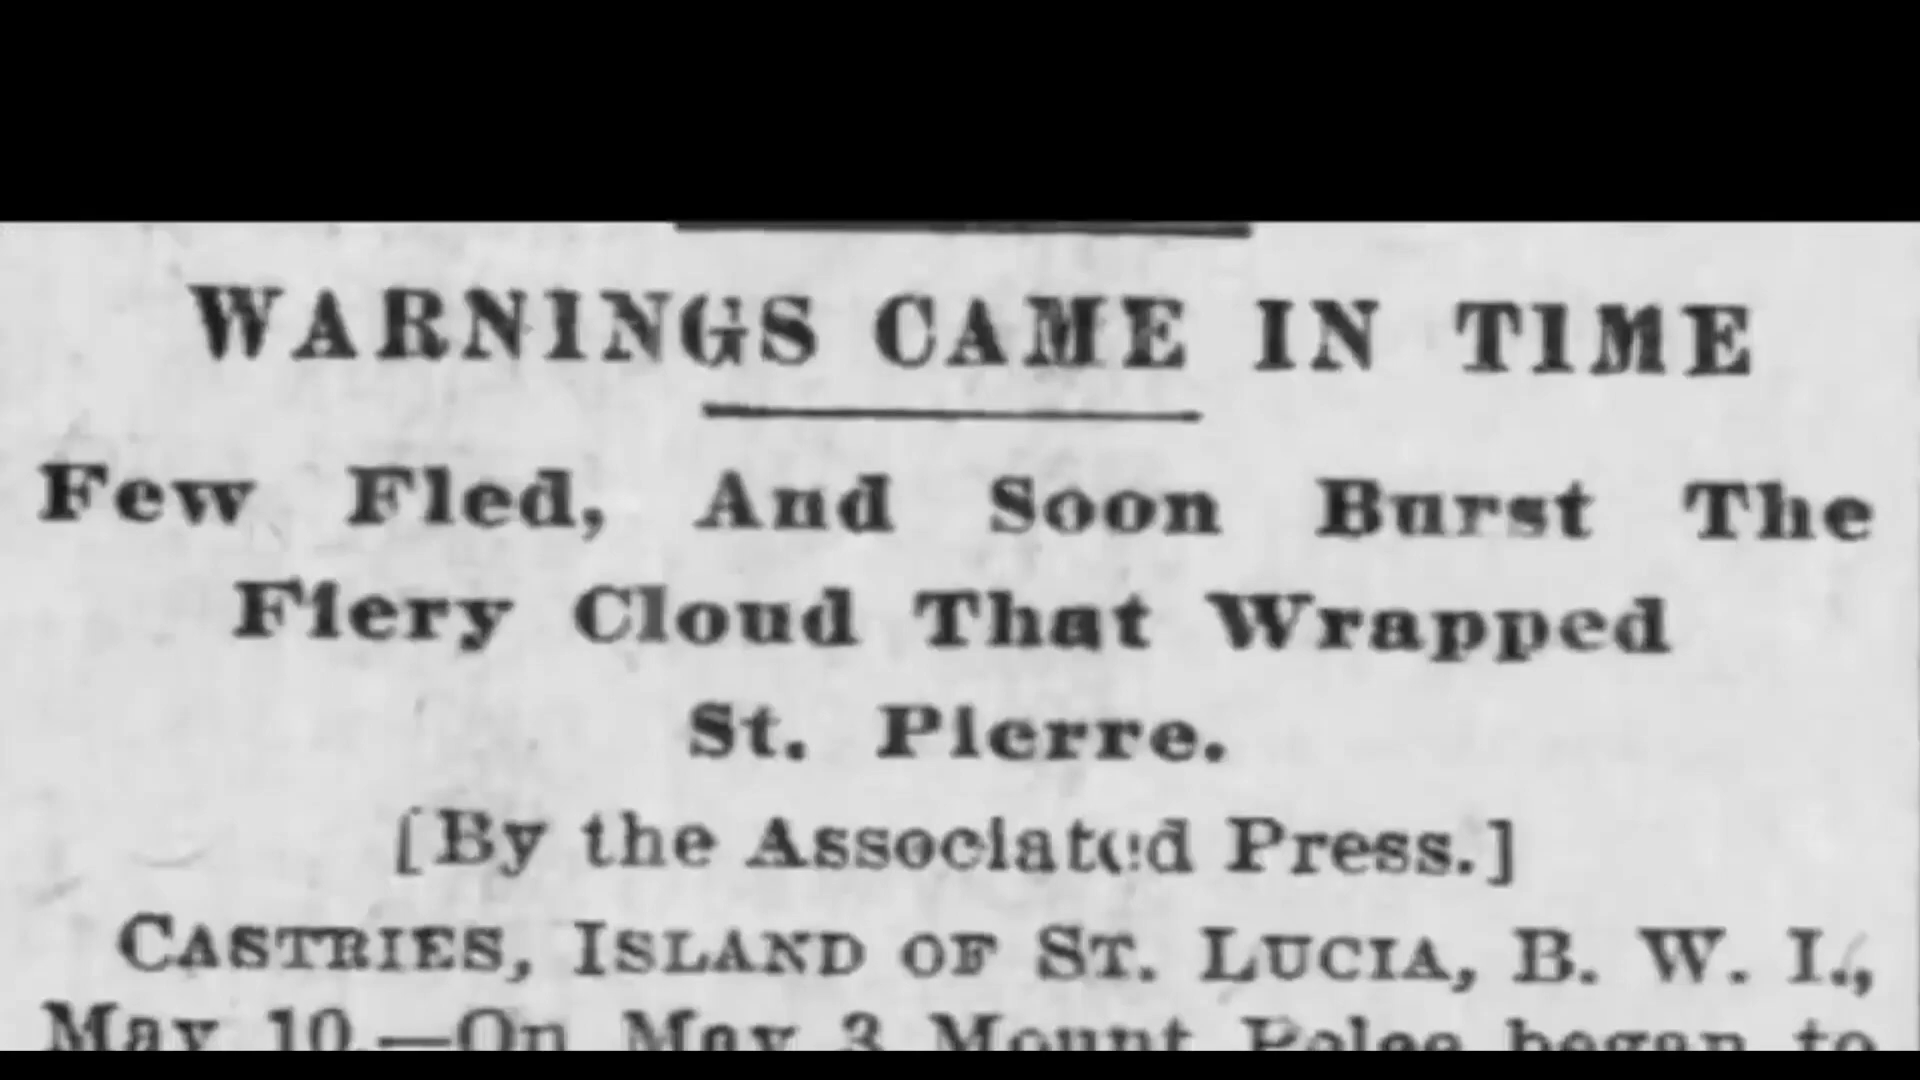 WARNINGS CAME IN TIME
Few Fled, And Soon Burst The
Fiery Cloud That Wrapped
St. Pierre.
[By the Associated Press.]
CASTRIES, ISLAND OF ST. LUCIA, B. W. I.,
May 10.—On May 3 Mount Pelee began to